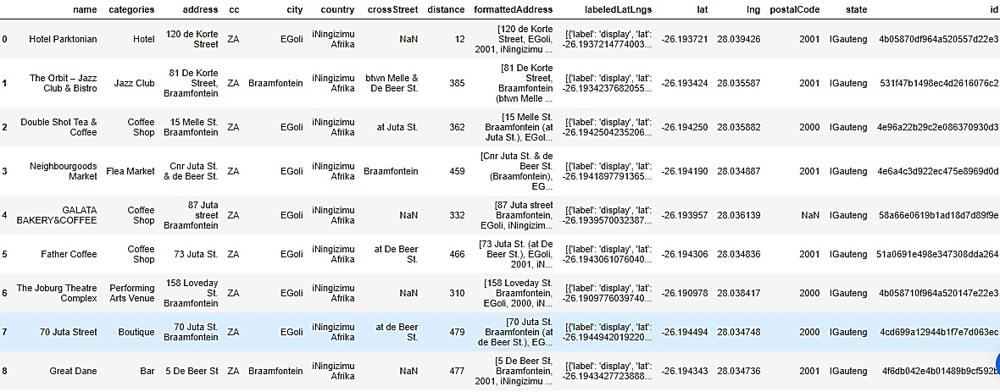 name categories address cc city country crossStreet distance formattedAddress labeledLatLngs lat lng postalCode state id
0 Hotel Parktonian Hotel 120 de Korte Street ZA EGoli iNingizimu Afrika NaN 12 [120 de Korte Street, EGoli, 2001, iNingizimu ... [{'label': 'display', 'lat': -26.1937214774003... -26.193721 28.039426 2001 IGauteng 4b05870df964a520557d22e3
1 The Orbit – Jazz Club & Bistro Jazz Club 81 De Korte Street, Braamfontein ZA Braamfontein iNingizimu Afrika btwn Melle & De Beer St. 385 [81 De Korte Street, Braamfontein (btwn Melle ... [{'label': 'display', 'lat': -26.1934237682055... -26.193424 28.035587 2001 IGauteng 531f47b1498ec4d2616076c2
2 Double Shot Tea & Coffee Coffee Shop 15 Melle St. Braamfontein ZA EGoli iNingizimu Afrika at Juta St. 362 [15 Melle St. Braamfontein (at Juta St.), EGol... [{'label': 'display', 'lat': -26.1942504235206... -26.194250 28.035882 2000 IGauteng 4e96a22b29c2e086370930d3
3 Neighbourgoods Market Flea Market Cnr Juta St. & de Beer St. ZA EGoli iNingizimu Afrika Braamfontein 459 [Cnr Juta St. & de Beer St. (Braamfontein), EG... [{'label': 'display', 'lat': -26.1941897791365... -26.194190 28.034887 2001 IGauteng 4e6a4c3d922ec475e8969d0d
4 GALATA BAKERY&COFFEE Coffee Shop 87 Juta street Braamfontein ZA EGoli iNingizimu Afrika NaN 332 [87 Juta street Braamfontein, EGoli, iNingizim... [{'label': 'display', 'lat': -26.1939570032387... -26.193957 28.036139 NaN IGauteng 58a66e0619b1ad18d7d89f9e
5 Father Coffee Coffee Shop 73 Juta St. ZA EGoli iNingizimu Afrika at De Beer St. 466 [73 Juta St. (at De Beer St.), EGoli, 2001, iN... [{'label': 'display', 'lat': -26.1943061076040... -26.194306 28.034836 2001 IGauteng 51a0691e498e347308dda264
6 The Joburg Theatre Complex Performing Arts Venue 158 Loveday St. Braamfontein ZA EGoli iNingizimu Afrika NaN 310 [158 Loveday St. Braamfontein, EGoli, 2000, iN... [{'label': 'display', 'lat': -26.1909776039740... -26.190978 28.038417 2000 IGauteng 4b058710f964a520147e22e3
7 70 Juta Street Boutique 70 Juta St. Braamfontein ZA EGoli iNingizimu Afrika at de Beer St. 479 [70 Juta St. Braamfontein (at de Beer St.), EG... [{'label': 'display', 'lat': -26.1944942019220... -26.194494 28.034748 2000 IGauteng 4cd699a12944b1f7e7d063ec
8 Great Dane Bar 5 De Beer St ZA Braamfontein iNingizimu Afrika NaN 477 [5 De Beer St, Braamfontein, 2001, iNingizimu ... [{'label': 'display', 'lat': -26.1943427723888... -26.194343 28.034736 2001 IGauteng